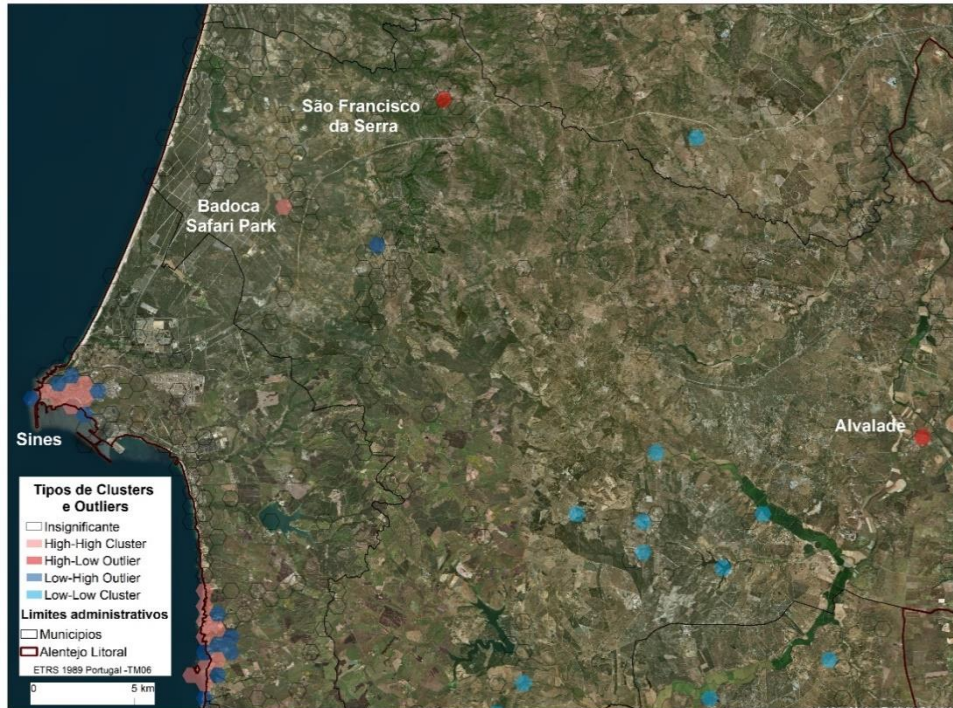 São Francisco
da Serra
Badoca
Safari Park
Alvalade
Sines
Tipos de Clusters
e Outliers
Insignificante
High-High Cluster
High-Low Outlier
Low-High Outlier
Low-Low Cluster
Limites administrativos
Municipios
Alentejo Litoral
ETRS 1989 Portugal -TM06
0 5 km